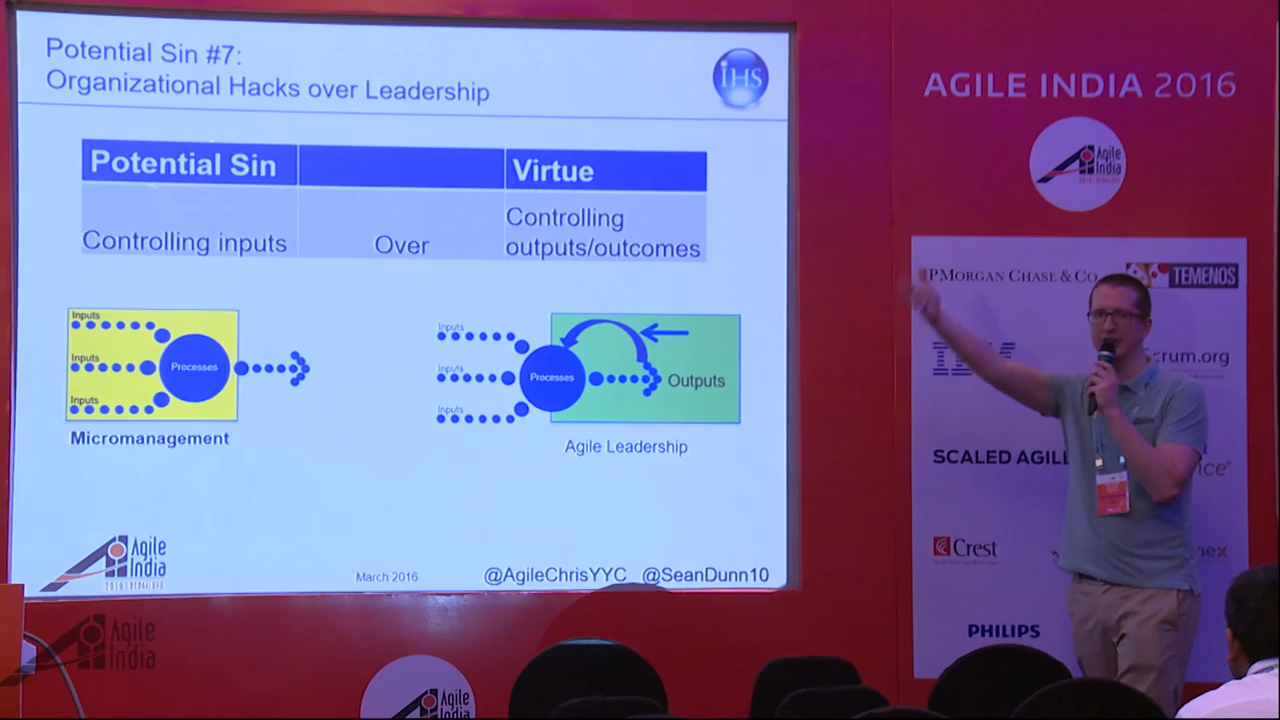 Potential Sin #7:
Organizational Hacks over Leadership
IHS
Potential Sin
Virtue
Controlling inputs
Over
Controlling
outputs/outcomes
Inputs
Inputs
Inputs
Processes
Micromanagement
Inputs
Inputs
Inputs
Processes
Outputs
Agile Leadership
Agile
India
March 2016
@AgileChrisYYC @SeanDunn10
Agile
India
Agile
India
AGILE INDIA 2016
Agile
India
JPMORGAN CHASE & CO.
TEMENOS
IBM
scrum.org
SCALED AGILE
Crest
PHILIPS